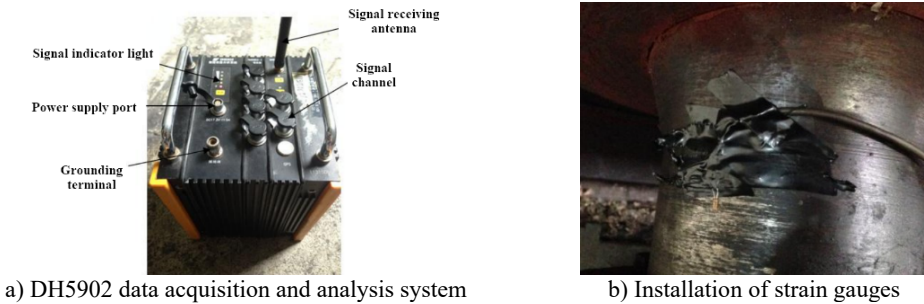 Signal receiving
antenna
Signal indicator light
Signal
channel
Power supply port
Grounding
terminal
a) DH5902 data acquisition and analysis system
b) Installation of strain gauges